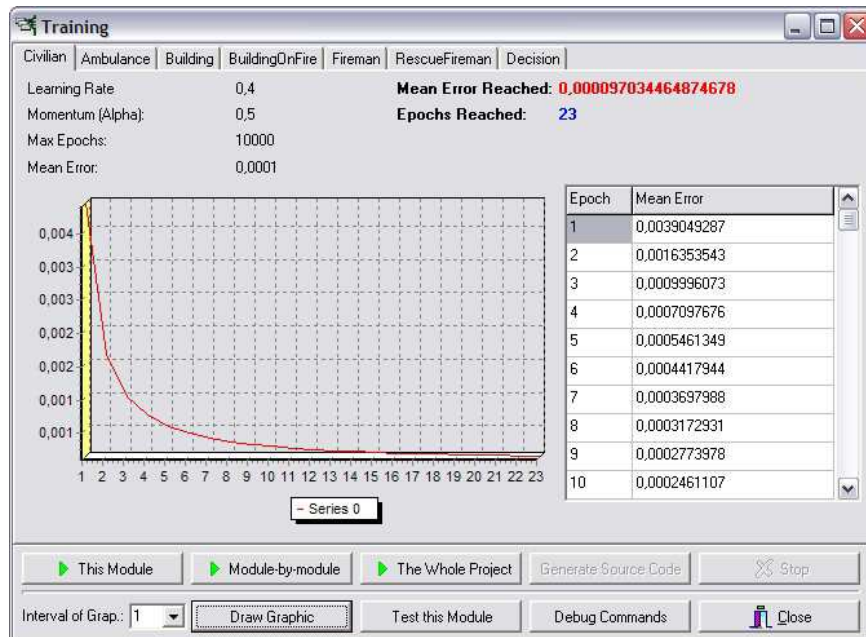 Training
Civilian Ambulance Building BuildingOnFire Fireman RescueFireman Decision
Learning Rate 0,4 Mean Error Reached: 0,000097034464874678
Momentum (Alpha): 0,5 Epochs Reached: 23
Max Epochs: 10000
Mean Error: 0,0001
0,004
0,003
0,003
0,002
0,002
0,001
0,001
1 2 3 4 5 6 7 8 9 10 11 12 13 14 15 16 17 18 19 20 21 22 23
Series 0
Epoch Mean Error
1 0,0039049287
2 0,0016353543
3 0,0009996073
4 0,0007097676
5 0,0005461349
6 0,0004417944
7 0,0003697988
8 0,0003172931
9 0,0002773978
10 0,0002461107
This Module Module-by-module The Whole Project Generate Source Code Stop
Interval of Grap.: 1 Draw Graphic Test this Module Debug Commands Close